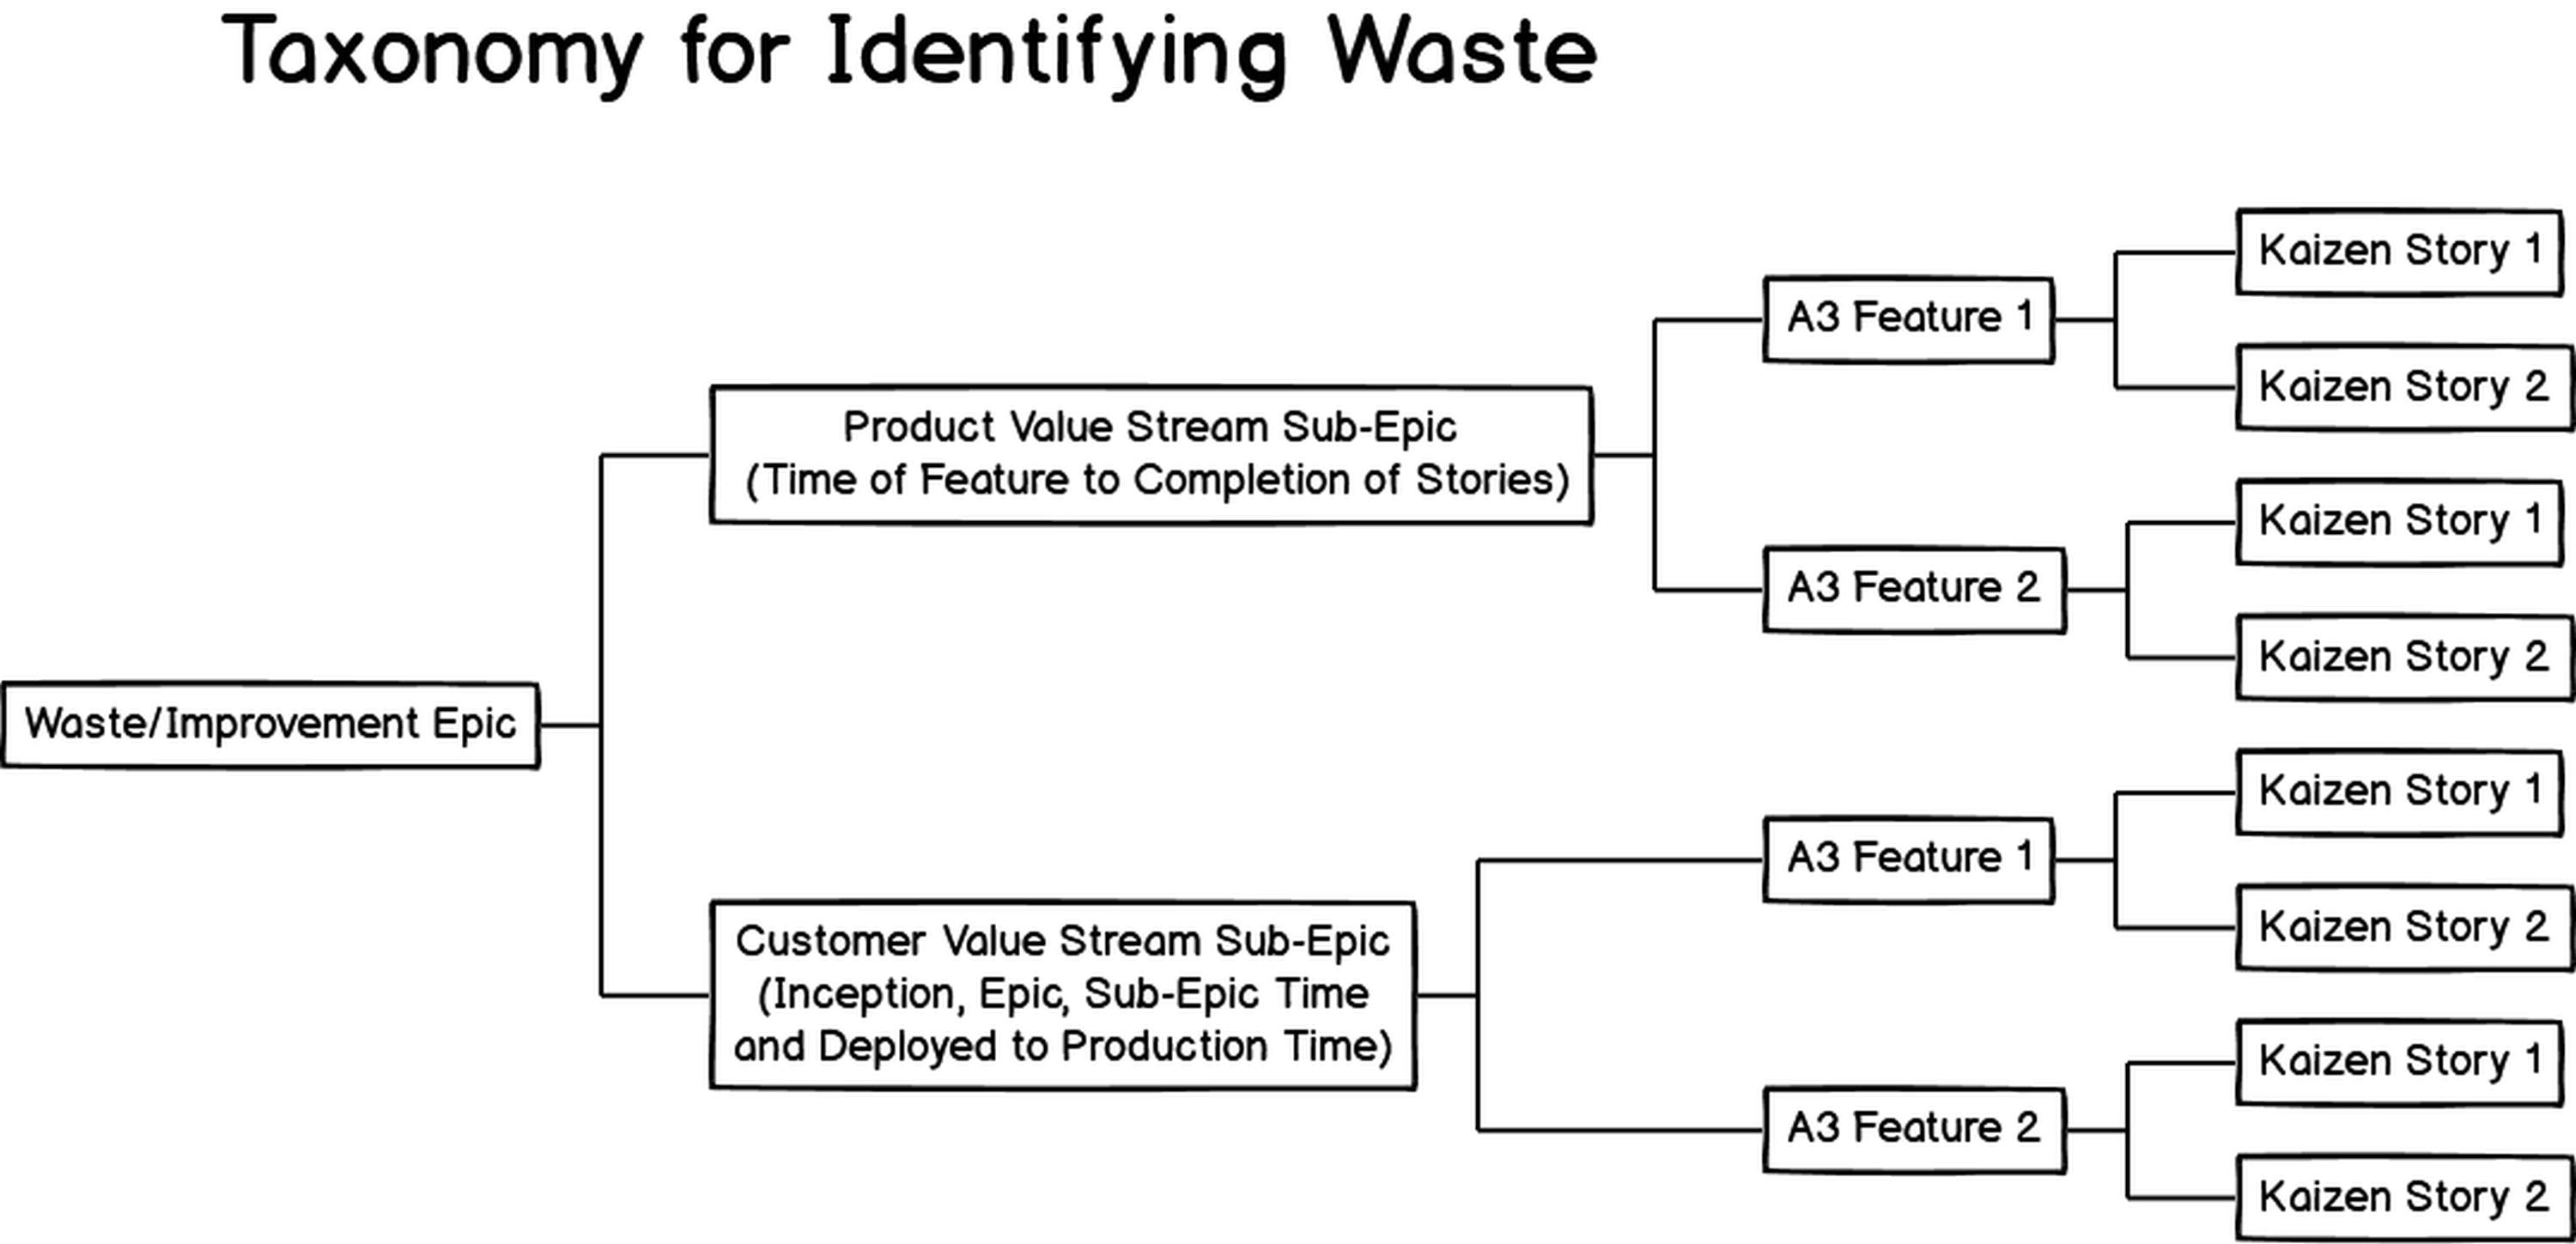 Taxonomy for Identifying Waste
Waste/Improvement Epic
Product Value Stream Sub-Epic
(Time of Feature to Completion of Stories)
A3 Feature 1
Kaizen Story 1
Kaizen Story 2
A3 Feature 2
Kaizen Story 1
Kaizen Story 2
Customer Value Stream Sub-Epic
(Inception, Epic, Sub-Epic Time
and Deployed to Production Time)
A3 Feature 1
Kaizen Story 1
Kaizen Story 2
A3 Feature 2
Kaizen Story 1
Kaizen Story 2